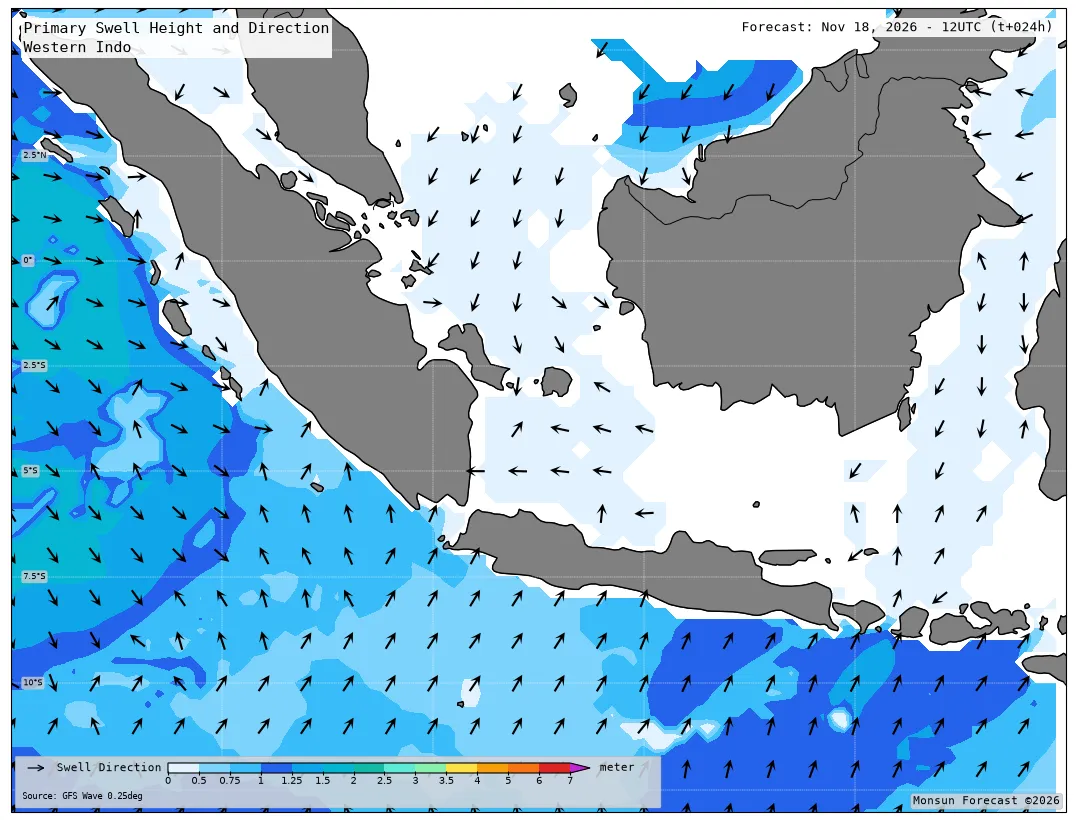 Primary Swell Height and Direction
Western Indo
Forecast: Nov 18, 2026 - 12UTC (t+024h)
2.5°N
0°
2.5°S
5°S
7.5°S
10°S
Swell Direction
0 0.5 0.75 1 1.25 1.5 2 2.5 3 3.5 4 5 6 7
meter
Source: GFS Wave 0.25deg
Monsun Forecast ©2026